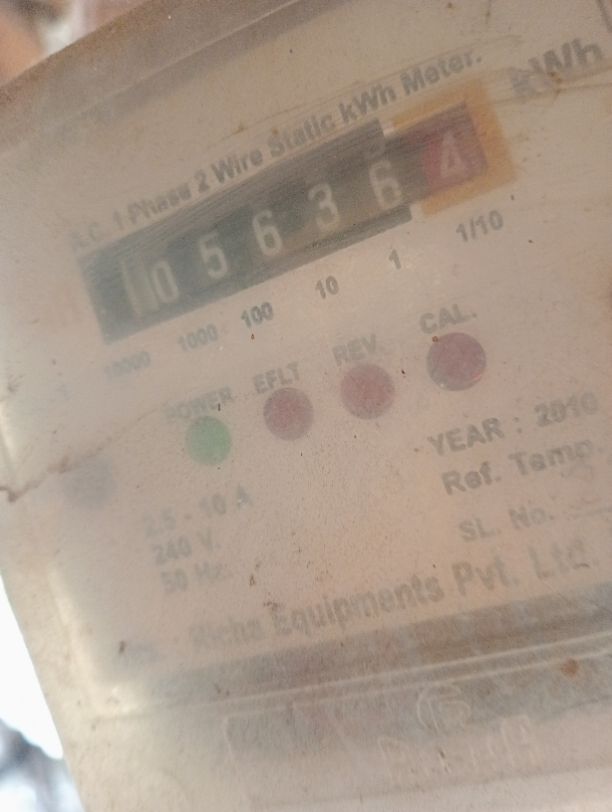 kWh
A.C. 1 Phase 2 Wire Static kWh Meter.
0 5 6 3 6 4
10000 1000 100 10 1 1/10
POWER EFLT REV. CAL.
YEAR : 2010
Ref. Temp.
2.5 - 10 A
SL. No.
240 V.
50 Hz.
Richa Equipments Pvt. Ltd.